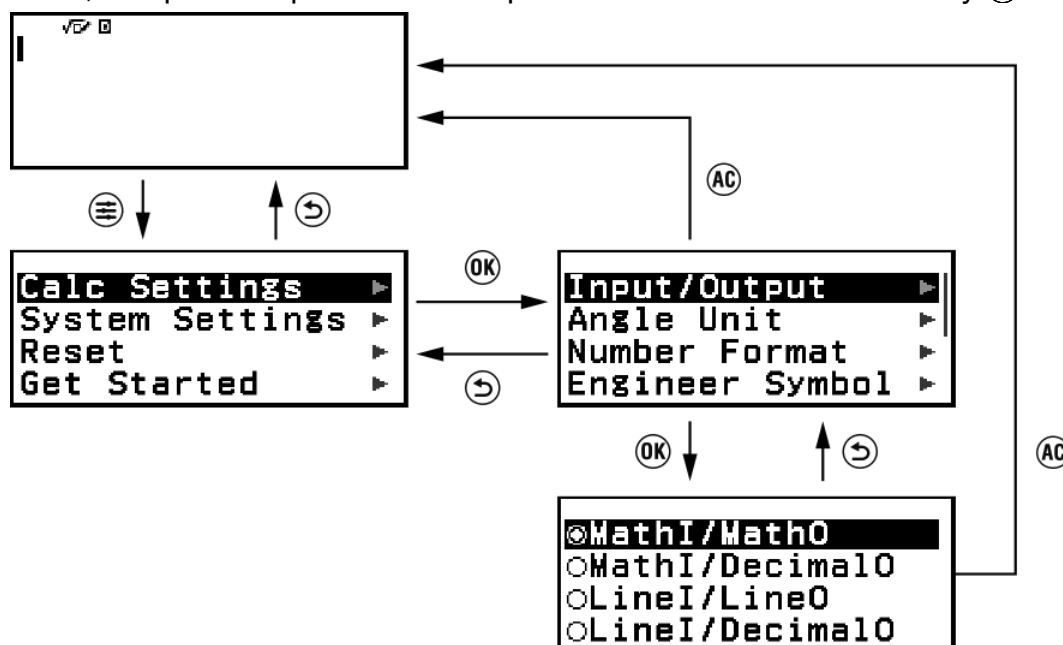 √▱/ D
AC
Calc Settings
System Settings
Reset
Get Started
OK
Input/Output
Angle Unit
Number Format
Engineer Symbol
OK
AC
MathI/MathO
MathI/DecimalO
LineI/LineO
LineI/DecimalO